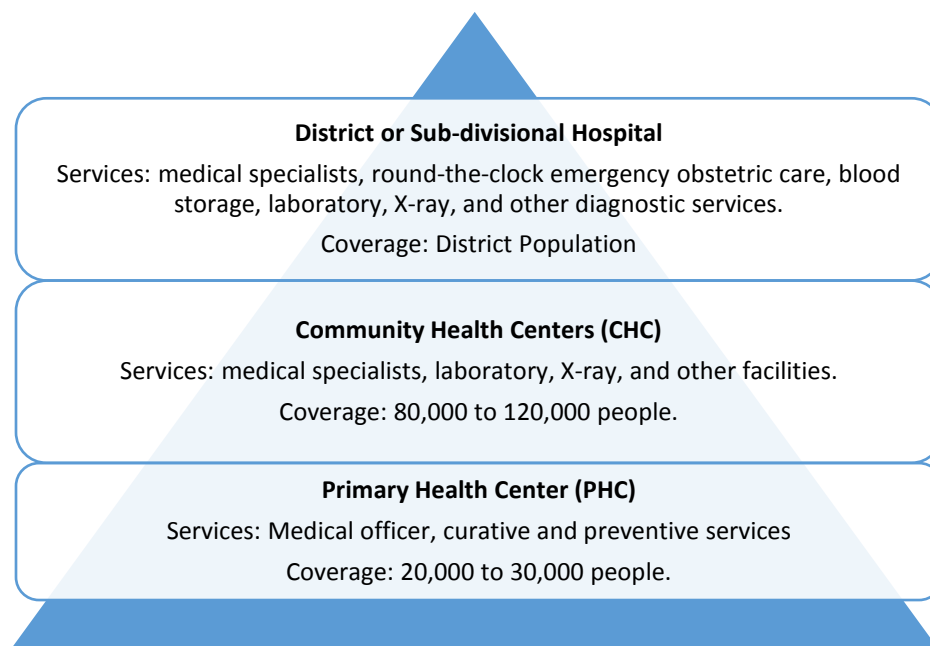 District or Sub-divisional Hospital
Services: medical specialists, round-the-clock emergency obstetric care, blood
storage, laboratory, X-ray, and other diagnostic services.
Coverage: District Population
Community Health Centers (CHC)
Services: medical specialists, laboratory, X-ray, and other facilities.
Coverage: 80,000 to 120,000 people.
Primary Health Center (PHC)
Services: Medical officer, curative and preventive services
Coverage: 20,000 to 30,000 people.